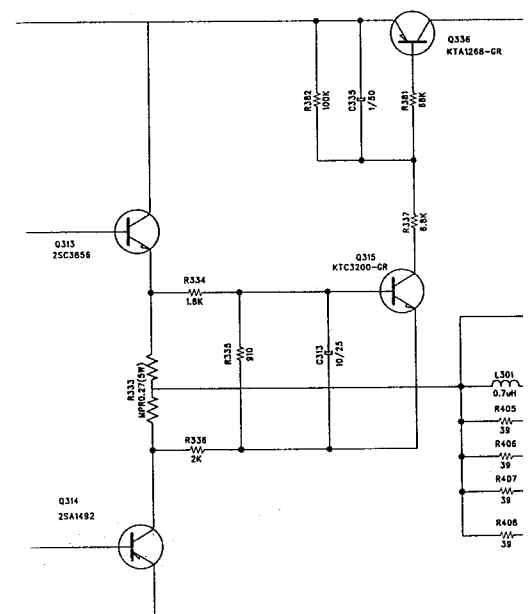 Q336
KTA1268-GR
R382
100K
C335
1/50
R381
68K
R337
6.8K
Q313
2SC3856
Q315
KTC3200-GR
R334
1.8K
R335
910
C313
10/25
R333
MPR0.27(5W)
L301
0.7uH
R405
39
R336
2K
R406
39
R407
39
R408
39
Q314
2SA1492